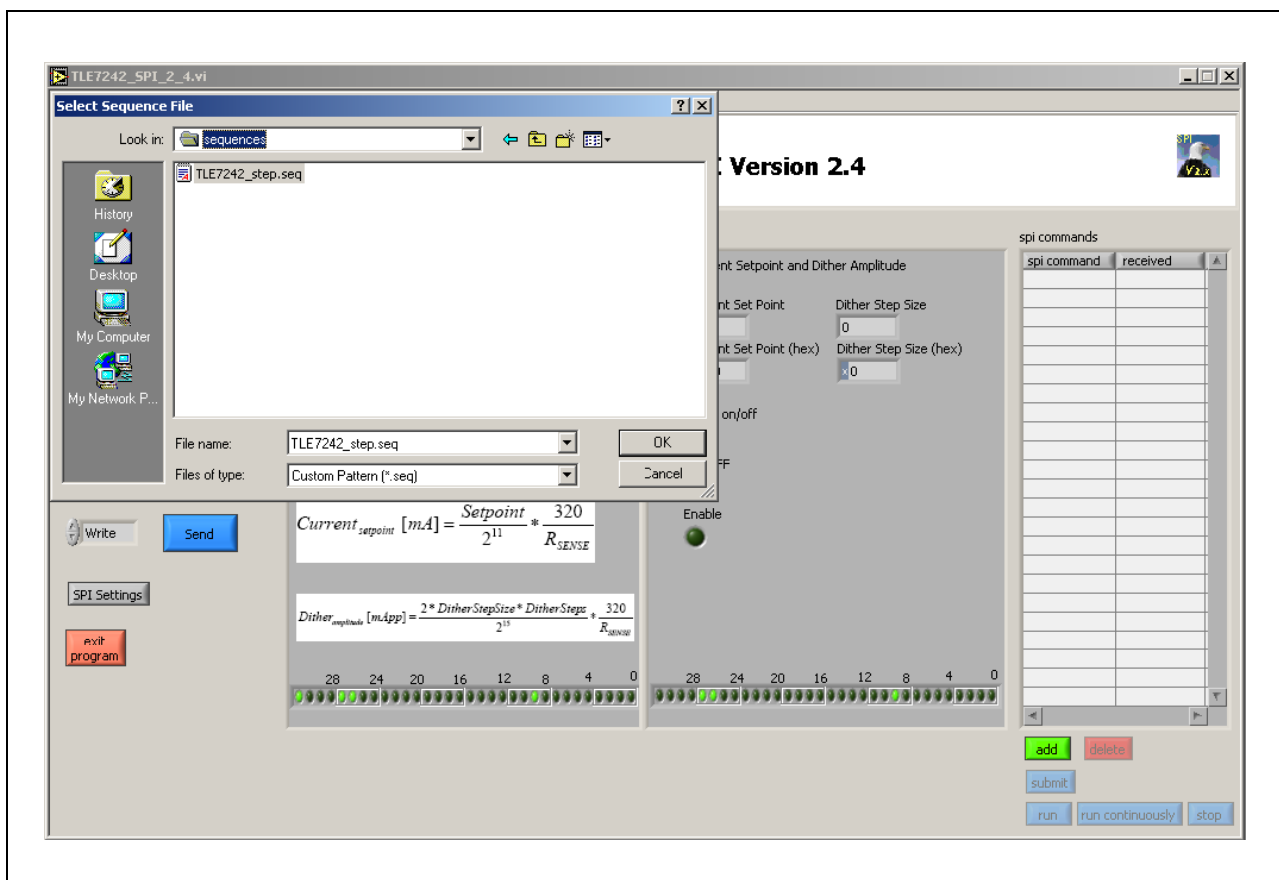 TLE7242_SPI_2_4.vi
Select Sequence File
Look in: sequences
TLE7242_step.seq
History
Desktop
My Computer
My Network P...
File name: TLE7242_step.seq OK
Files of type: Custom Pattern (*.seq) Cancel
Version 2.4
SPI
V2.x
ent Setpoint and Dither Amplitude
nt Set Point Dither Step Size
0
nt Set Point (hex) Dither Step Size (hex)
x0
on/off
FF
Enable
Write Send
SPI Settings
exit
program
Current_setpoint [mA] = Setpoint / 2^11 * 320 / R_SENSE
Dither_amplitude [mApp] = 2 * DitherStepSize * DitherSteps / 2^15 * 320 / R_SENSE
28 24 20 16 12 8 4 0
28 24 20 16 12 8 4 0
spi commands
spi command received
add delete
submit
run run continuously stop